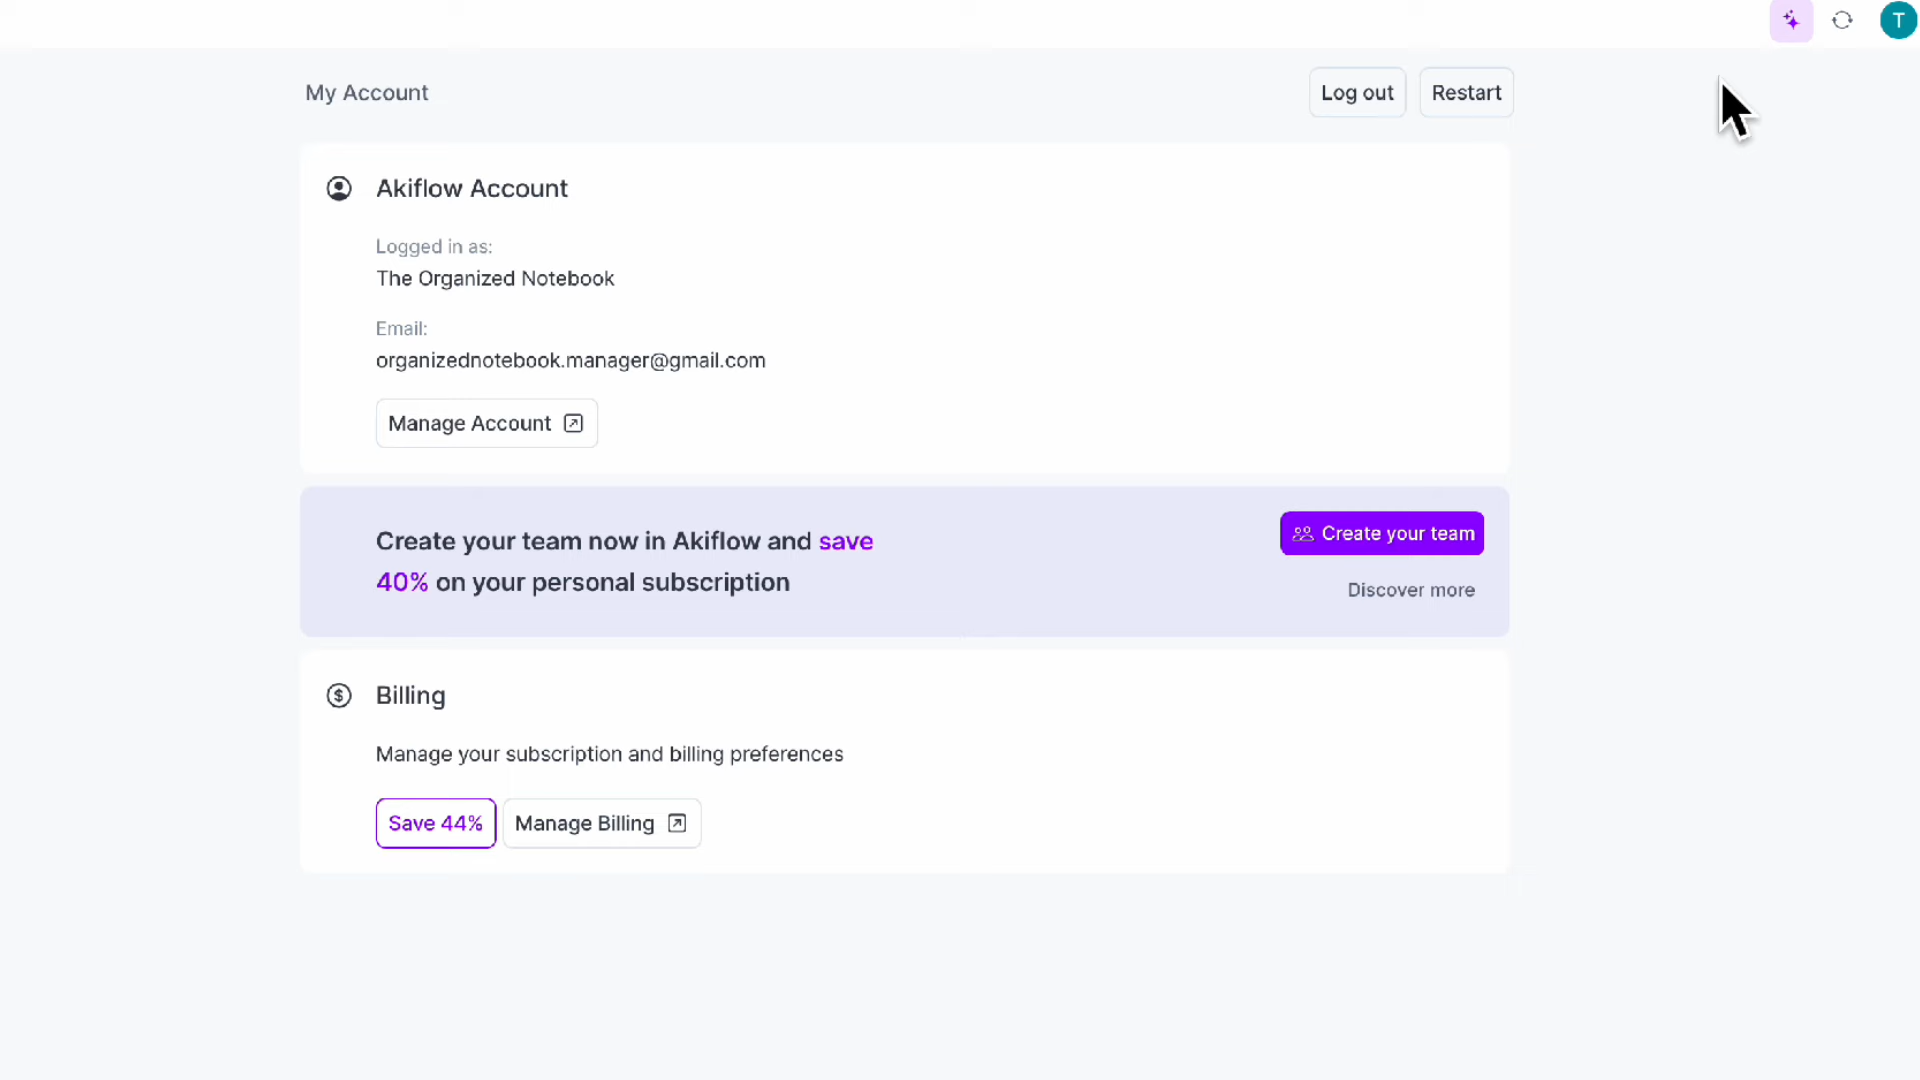 T
My Account
Log out
Restart
Akiflow Account
Logged in as:
The Organized Notebook
Email:
organizednotebook.manager@gmail.com
Manage Account
Create your team now in Akiflow and save
40% on your personal subscription
Create your team
Discover more
Billing
Manage your subscription and billing preferences
Save 44%
Manage Billing